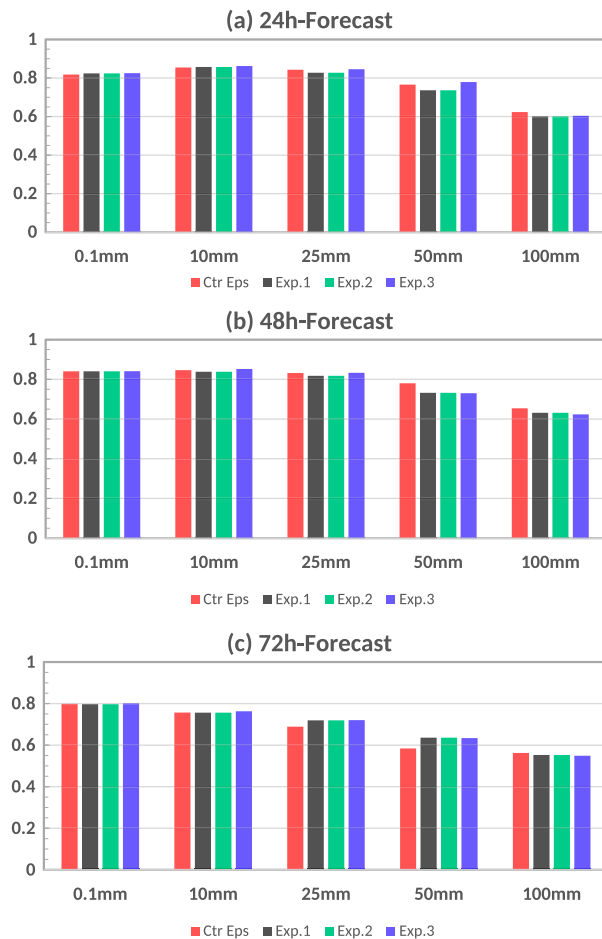 (a) 24h-Forecast
1
0.8
0.6
0.4
0.2
0
0.1mm 10mm 25mm 50mm 100mm
Ctr Eps Exp.1 Exp.2 Exp.3
(b) 48h-Forecast
1
0.8
0.6
0.4
0.2
0
0.1mm 10mm 25mm 50mm 100mm
Ctr Eps Exp.1 Exp.2 Exp.3
(c) 72h-Forecast
1
0.8
0.6
0.4
0.2
0
0.1mm 10mm 25mm 50mm 100mm
Ctr Eps Exp.1 Exp.2 Exp.3